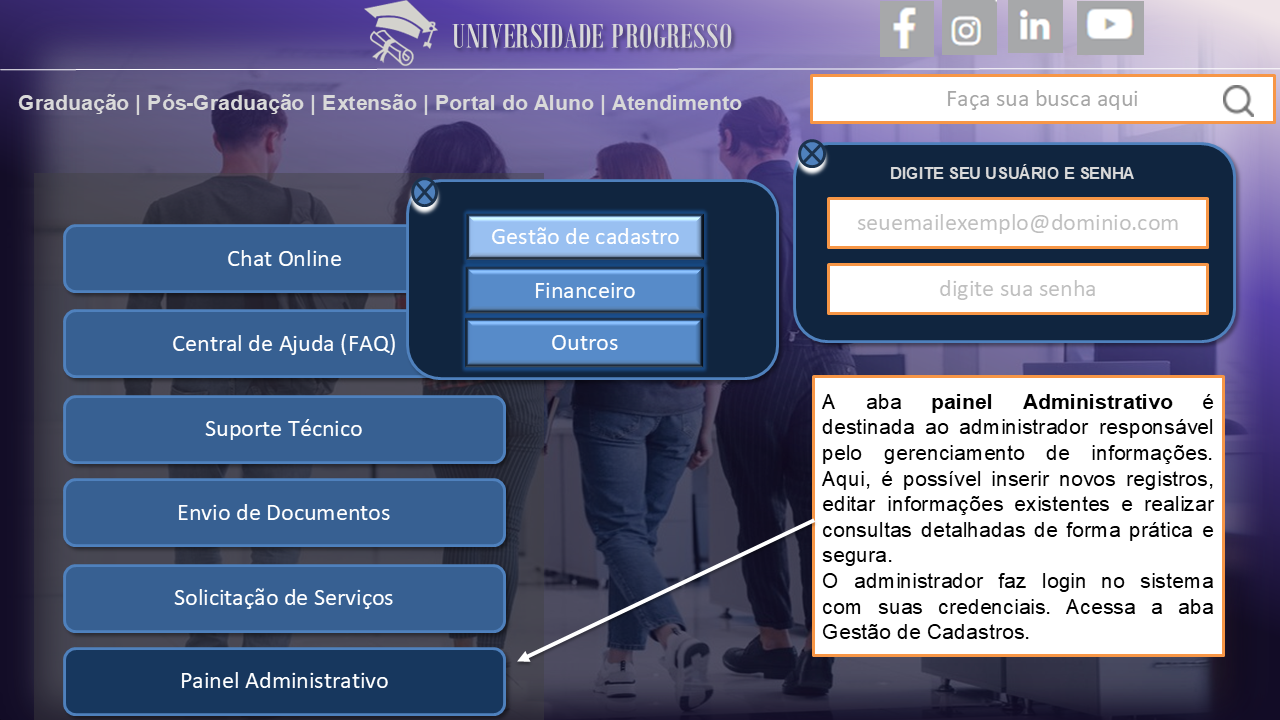 UNIVERSIDADE PROGRESSO
Graduação | Pós-Graduação | Extensão | Portal do Aluno | Atendimento
Faça sua busca aqui
DIGITE SEU USUÁRIO E SENHA
seuemailexemplo@dominio.com
digite sua senha
Gestão de cadastro
Financeiro
Outros
Chat Online
Central de Ajuda (FAQ)
Suporte Técnico
Envio de Documentos
Solicitação de Serviços
Painel Administrativo
A aba painel Administrativo é
destinada ao administrador responsável
pelo gerenciamento de informações.
Aqui, é possível inserir novos registros,
editar informações existentes e realizar
consultas detalhadas de forma prática e
segura.
O administrador faz login no sistema
com suas credenciais. Acessa a aba
Gestão de Cadastros.